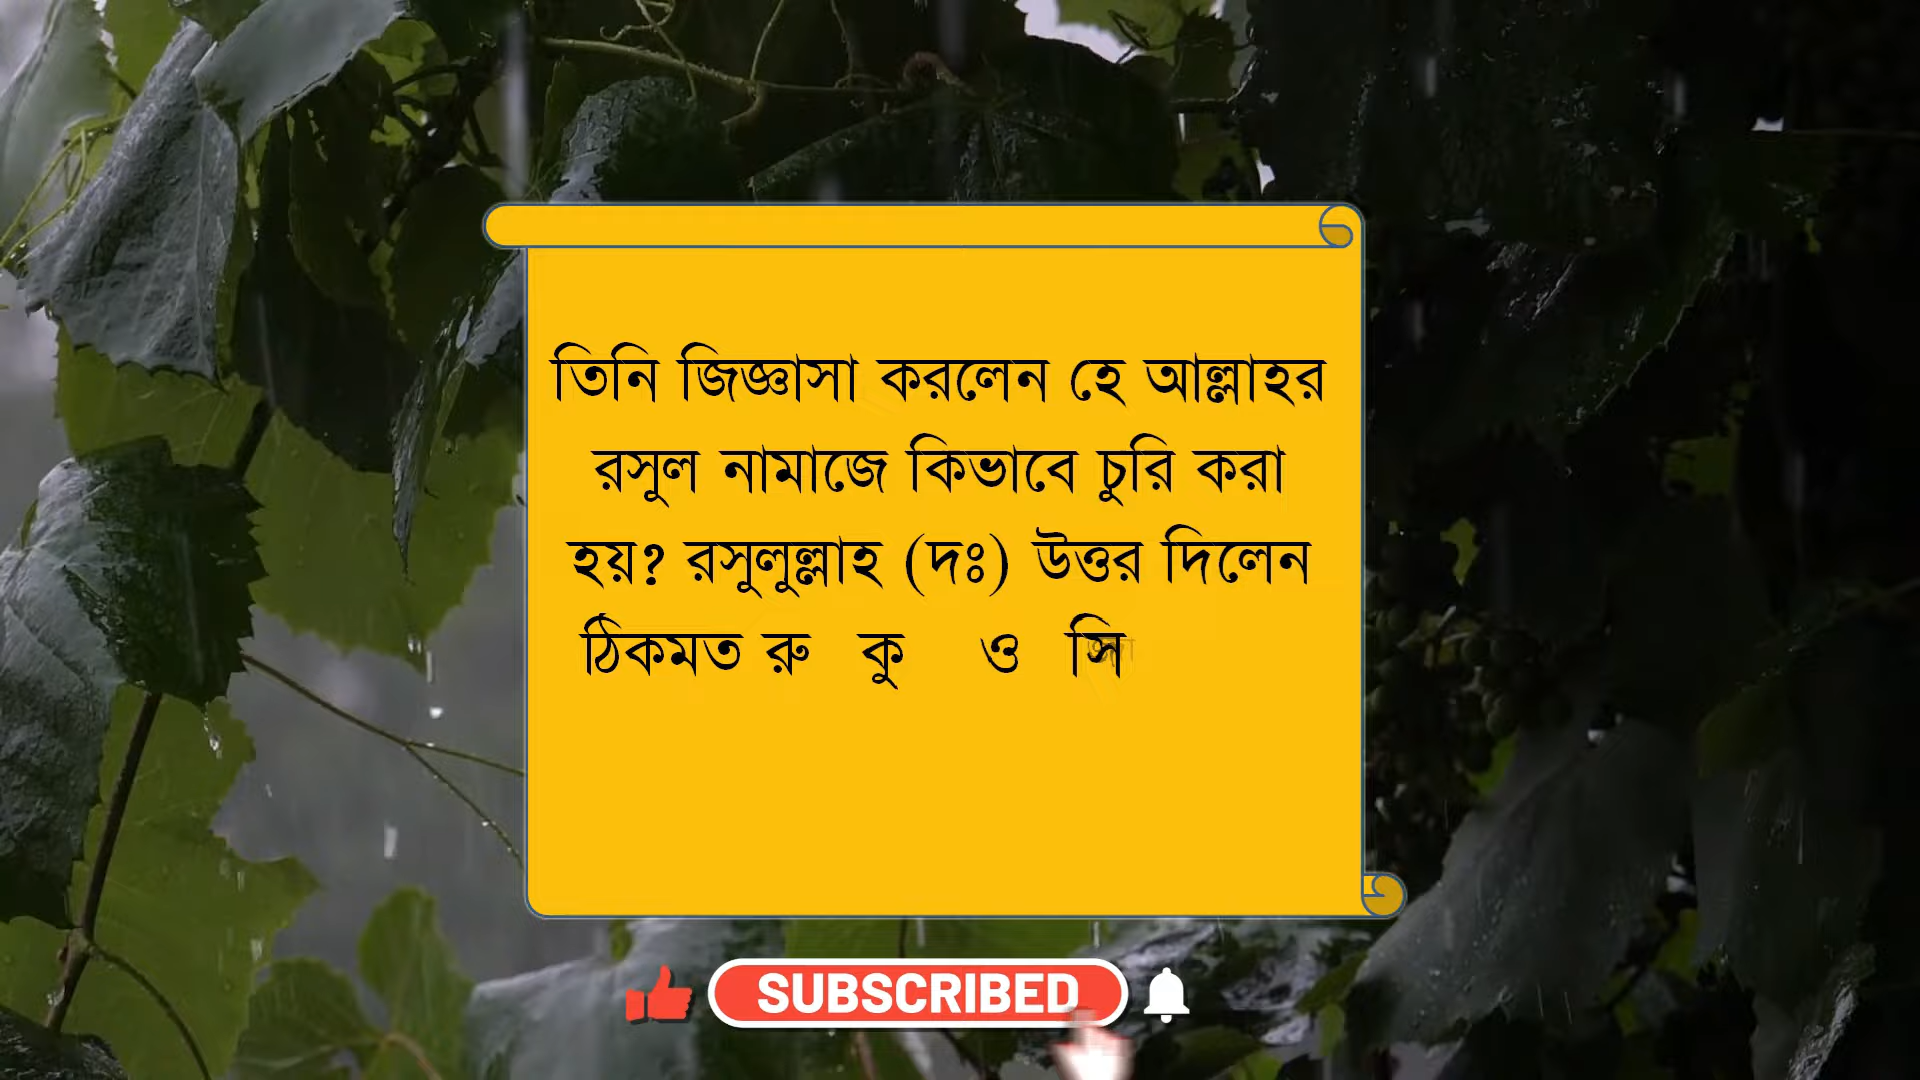 তিনি জিজ্ঞাসা করলেন হে আল্লাহর
রসুল নামাজে কিভাবে চুরি করা
হয়? রসুলুল্লাহ (দঃ) উত্তর দিলেন
ঠিকমত রু কু ও সি
SUBSCRIBED